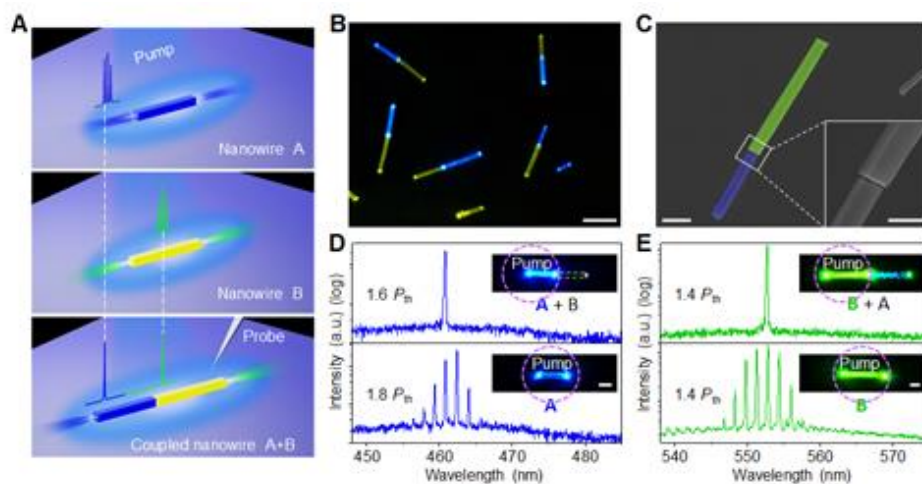 A
Pump
Nanowire A
Nanowire B
Probe
Coupled nanowire A+B
B
C
D
Intensity (a.u.) (log)
1.6 Pth
Pump
A + B
1.8 Pth
Pump
A
450 460 470 480
Wavelength (nm)
E
Intensity (a.u.) (log)
1.4 Pth
Pump
B + A
1.4 Pth
Pump
B
540 550 560 570
Wavelength (nm)